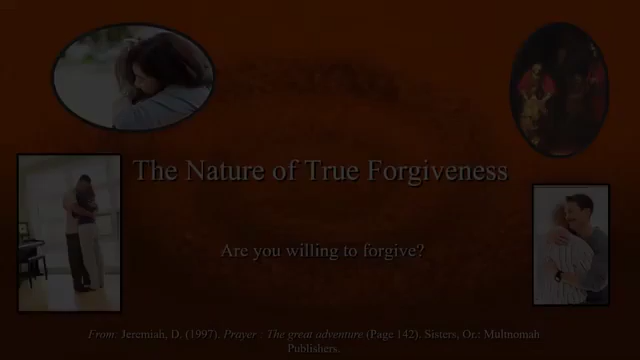 The Nature of True Forgiveness
Are you willing to forgive?
From: Jeremiah, D. (1997). Prayer : The great adventure (Page 142). Sisters, Or.: Multnomah
Publishers.